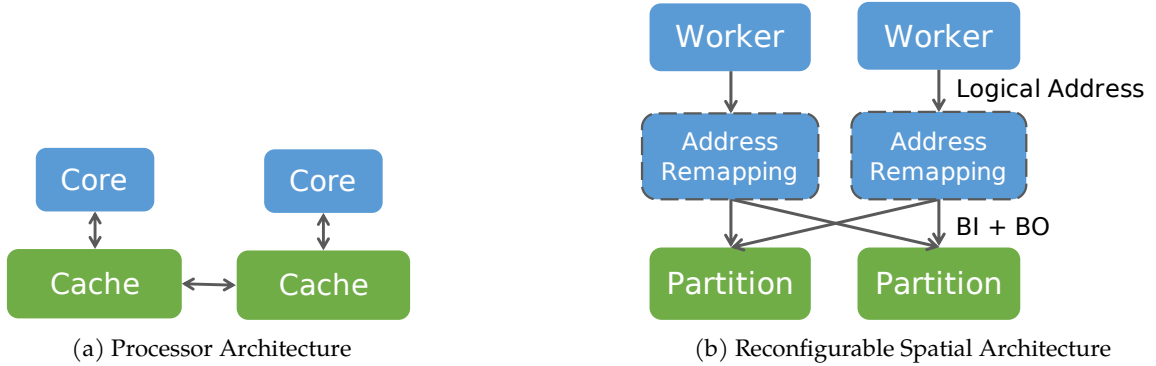 Core
Core
Cache
Cache
(a) Processor Architecture
Worker
Worker
Logical Address
Address
Remapping
Address
Remapping
BI + BO
Partition
Partition
(b) Reconfigurable Spatial Architecture